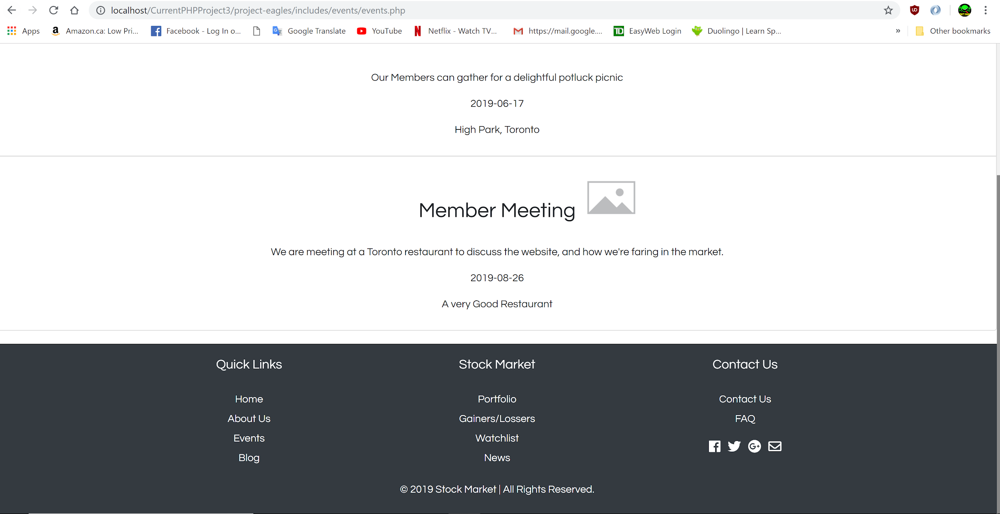 localhost/CurrentPHPProject3/project-eagles/includes/events/events.php
Apps Amazon.ca: Low Pri... Facebook - Log In o... Google Translate YouTube Netflix - Watch TV... https://mail.google.... EasyWeb Login Duolingo | Learn Sp... » Other bookmarks
Our Members can gather for a delightful potluck picnic
2019-06-17
High Park, Toronto
Member Meeting
We are meeting at a Toronto restaurant to discuss the website, and how we're faring in the market.
2019-08-26
A very Good Restaurant
Quick Links
Home
About Us
Events
Blog
Stock Market
Portfolio
Gainers/Lossers
Watchlist
News
Contact Us
Contact Us
FAQ
© 2019 Stock Market | All Rights Reserved.